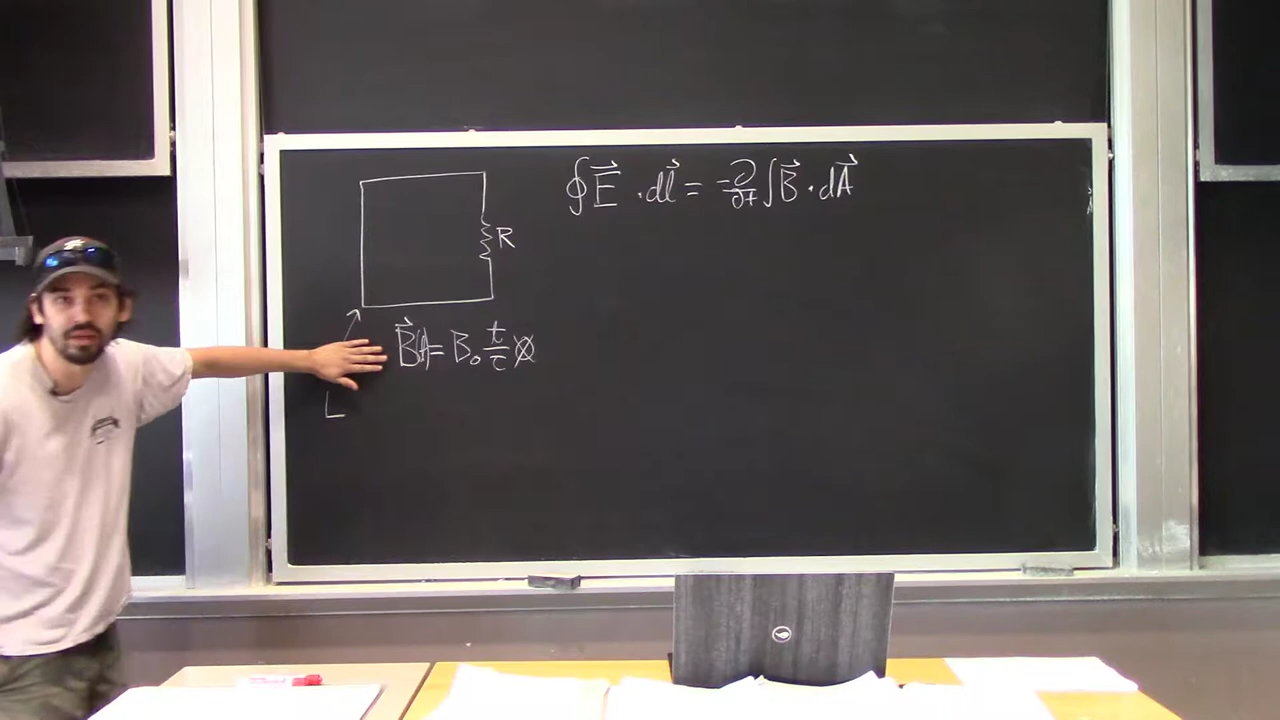 ∮E⃗ · dl⃗ = -∂/∂t ∫B⃗ · dA⃗
R
B⃗(t) = B₀ t/τ ⊗
L